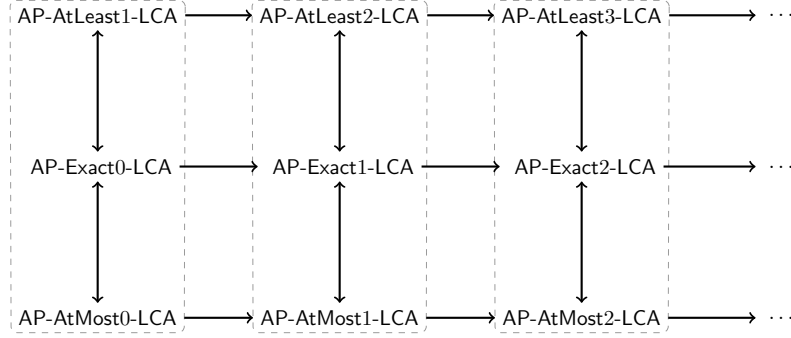 AP-AtLeast1-LCA AP-AtLeast2-LCA AP-AtLeast3-LCA ...
AP-Exact0-LCA AP-Exact1-LCA AP-Exact2-LCA ...
AP-AtMost0-LCA AP-AtMost1-LCA AP-AtMost2-LCA ...